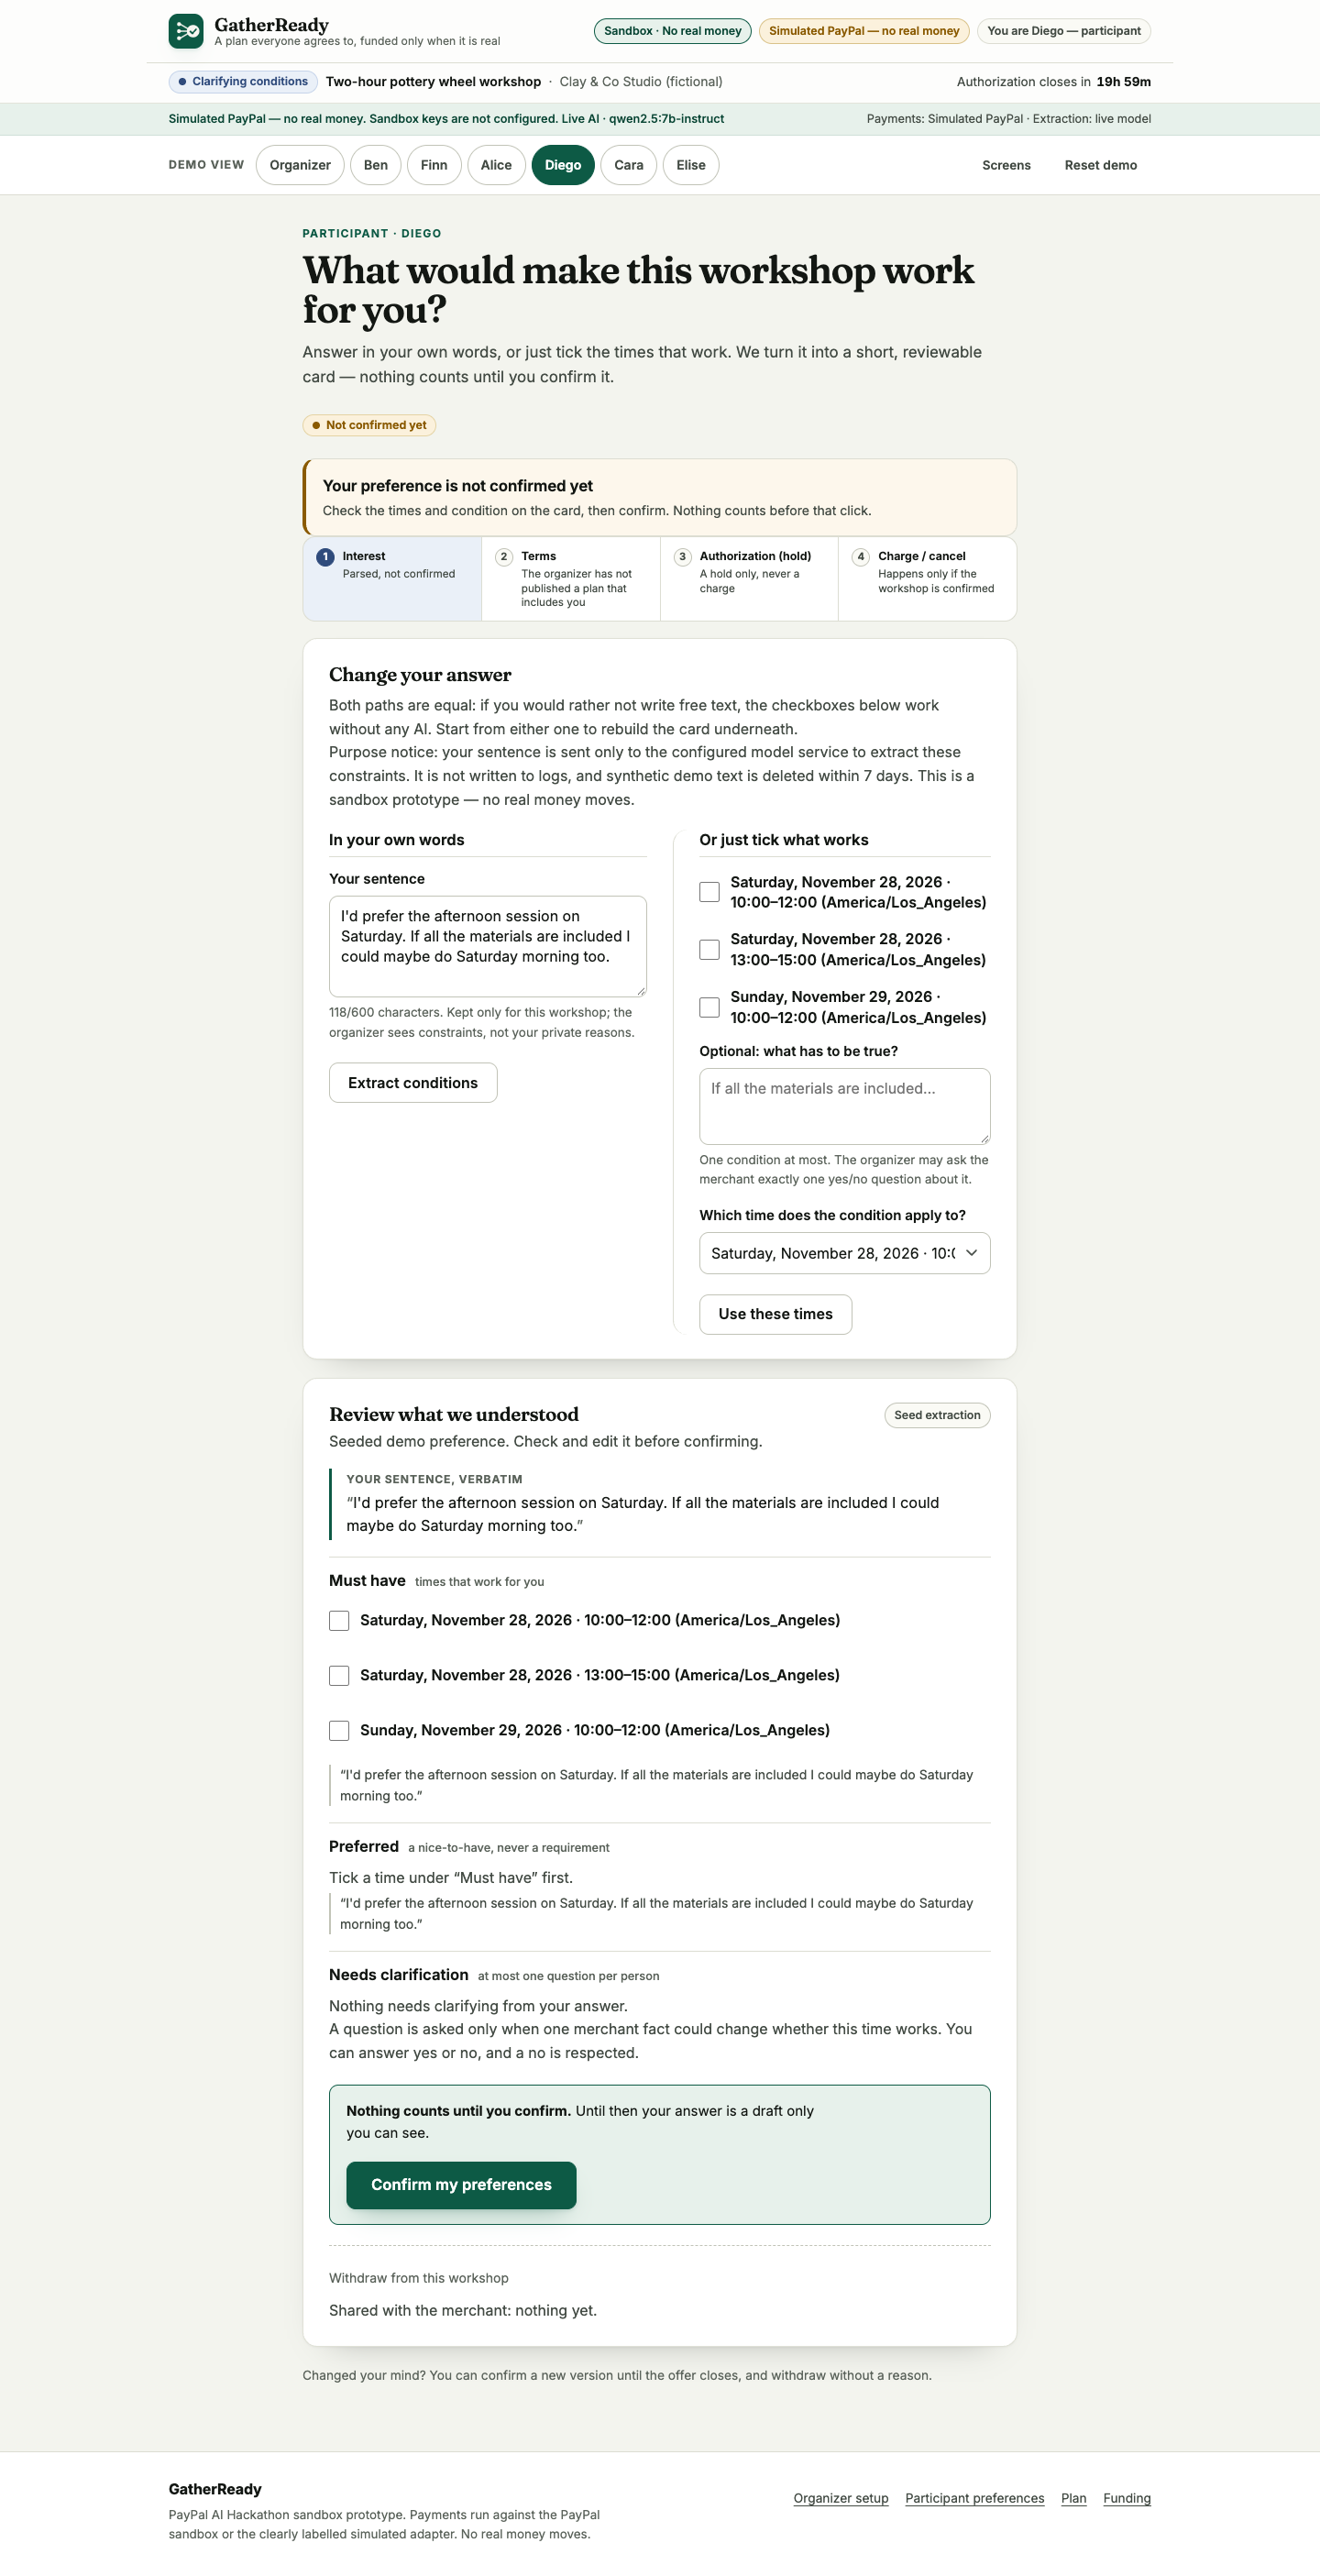 GatherReady
A plan everyone agrees to, funded only when it is real
Sandbox · No real money
Simulated PayPal — no real money
You are Diego — participant
Clarifying conditions
Two-hour pottery wheel workshop · Clay & Co Studio (fictional)
Authorization closes in 19h 59m
Simulated PayPal — no real money. Sandbox keys are not configured. Live AI · qwen2.5:7b-instruct
Payments: Simulated PayPal · Extraction: live model
DEMO VIEW
Organizer
Ben
Finn
Alice
Diego
Cara
Elise
Screens
Reset demo
PARTICIPANT · DIEGO
What would make this workshop work
for you?
Answer in your own words, or just tick the times that work. We turn it into a short, reviewable
card — nothing counts until you confirm it.
Not confirmed yet
Your preference is not confirmed yet
Check the times and condition on the card, then confirm. Nothing counts before that click.
1
Interest
Parsed, not confirmed
2
Terms
The organizer has not
published a plan that
includes you
3
Authorization (hold)
A hold only, never a
charge
4
Charge / cancel
Happens only if the
workshop is confirmed
Change your answer
Both paths are equal: if you would rather not write free text, the checkboxes below work
without any AI. Start from either one to rebuild the card underneath.
Purpose notice: your sentence is sent only to the configured model service to extract these
constraints. It is not written to logs, and synthetic demo text is deleted within 7 days. This is a
sandbox prototype — no real money moves.
In your own words
Your sentence
I'd prefer the afternoon session on
Saturday. If all the materials are included I
could maybe do Saturday morning too.
118/600 characters. Kept only for this workshop; the
organizer sees constraints, not your private reasons.
Extract conditions
Or just tick what works
Saturday, November 28, 2026 ·
10:00–12:00 (America/Los_Angeles)
Saturday, November 28, 2026 ·
13:00–15:00 (America/Los_Angeles)
Sunday, November 29, 2026 ·
10:00–12:00 (America/Los_Angeles)
Optional: what has to be true?
If all the materials are included…
One condition at most. The organizer may ask the
merchant exactly one yes/no question about it.
Which time does the condition apply to?
Saturday, November 28, 2026 · 10:0
Use these times
Review what we understood
Seed extraction
Seeded demo preference. Check and edit it before confirming.
YOUR SENTENCE, VERBATIM
“I'd prefer the afternoon session on Saturday. If all the materials are included I could
maybe do Saturday morning too.”
Must have times that work for you
Saturday, November 28, 2026 · 10:00–12:00 (America/Los_Angeles)
Saturday, November 28, 2026 · 13:00–15:00 (America/Los_Angeles)
Sunday, November 29, 2026 · 10:00–12:00 (America/Los_Angeles)
“I'd prefer the afternoon session on Saturday. If all the materials are included I could maybe do Saturday
morning too.”
Preferred a nice-to-have, never a requirement
Tick a time under “Must have” first.
“I'd prefer the afternoon session on Saturday. If all the materials are included I could maybe do Saturday
morning too.”
Needs clarification at most one question per person
Nothing needs clarifying from your answer.
A question is asked only when one merchant fact could change whether this time works. You
can answer yes or no, and a no is respected.
Nothing counts until you confirm. Until then your answer is a draft only
you can see.
Confirm my preferences
Withdraw from this workshop
Shared with the merchant: nothing yet.
Changed your mind? You can confirm a new version until the offer closes, and withdraw without a reason.
GatherReady
PayPal AI Hackathon sandbox prototype. Payments run against the PayPal
sandbox or the clearly labelled simulated adapter. No real money moves.
Organizer setup
Participant preferences
Plan
Funding